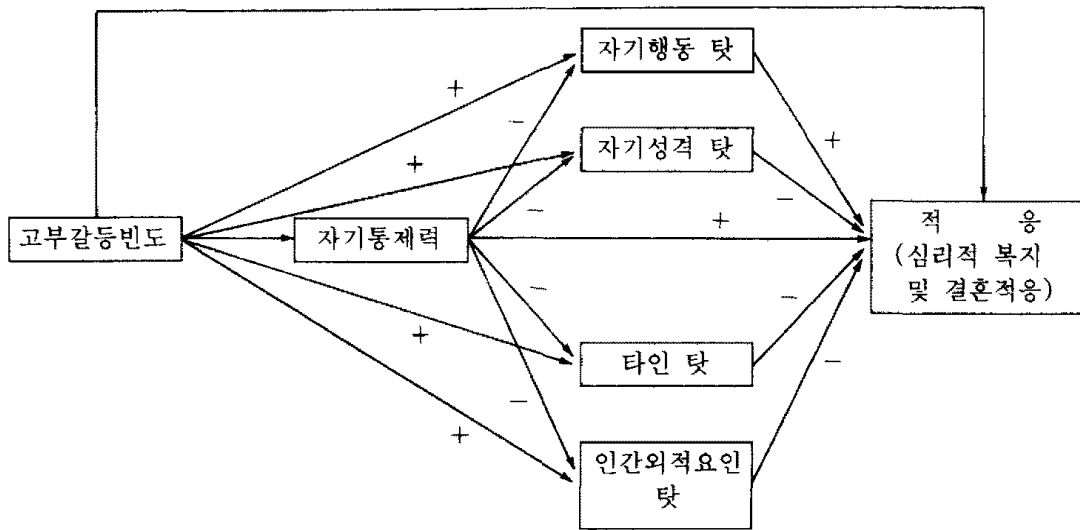 자기행동 탓
+
−
자기성격 탓
+
+
−
−
고부갈등빈도
자기통제력
+
적 응
(심리적 복지
및 결혼적응)
−
−
+
타인 탓
−
−
+
인간외적요인
탓